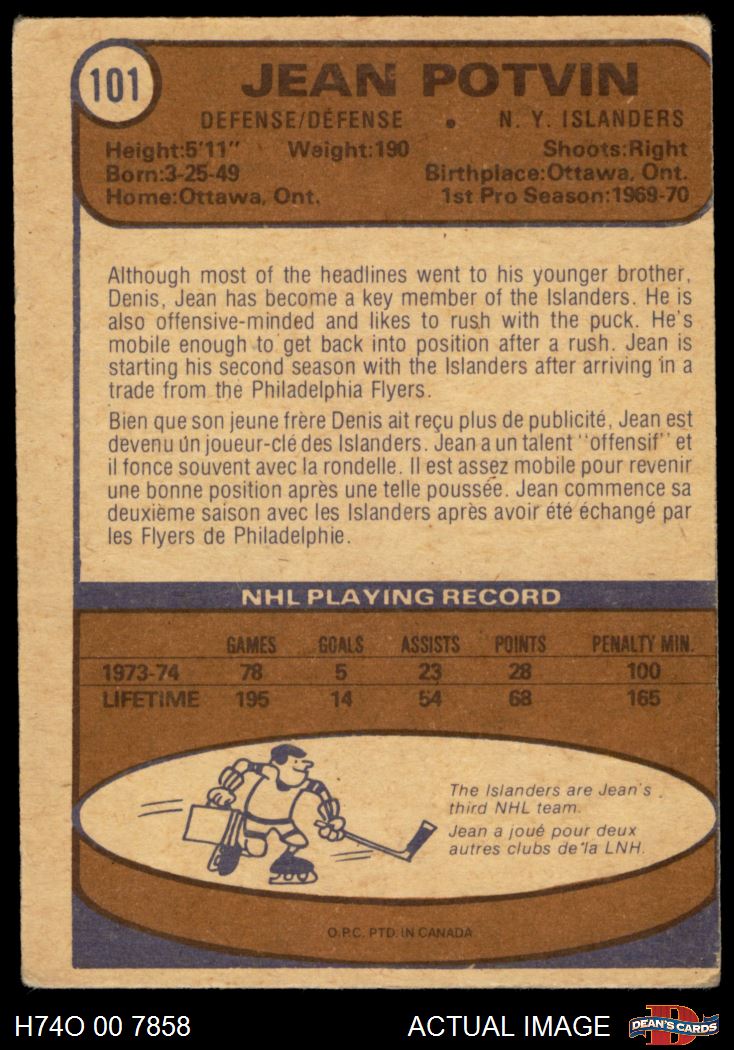 101
JEAN POTVIN
DEFENSE/DÉFENSE • N. Y. ISLANDERS
Height:5'11" Weight:190 Shoots:Right
Born:3-25-49 Birthplace:Ottawa, Ont.
Home:Ottawa, Ont. 1st Pro Season:1969-70
Although most of the headlines went to his younger brother,
Denis, Jean has become a key member of the Islanders. He is
also offensive-minded and likes to rush with the puck. He's
mobile enough to get back into position after a rush. Jean is
starting his second season with the Islanders after arriving in a
trade from the Philadelphia Flyers.
Bien que son jeune frère Denis ait reçu plus de publicité, Jean est
devenu un joueur-clé des Islanders. Jean a un talent "offensif" et
il fonce souvent avec la rondelle. Il est assez mobile pour revenir
une bonne position après une telle poussée. Jean commence sa
deuxième saison avec les Islanders après avoir été échangé par
les Flyers de Philadelphie.
NHL PLAYING RECORD
GAMES GOALS ASSISTS POINTS PENALTY MIN.
1973-74 78 5 23 28 100
LIFETIME 195 14 54 68 165
The Islanders are Jean's
third NHL team.
Jean a joué pour deux
autres clubs de la LNH.
O.P.C. PTD. IN CANADA
H74O 00 7858 ACTUAL IMAGE D DEAN'S CARDS